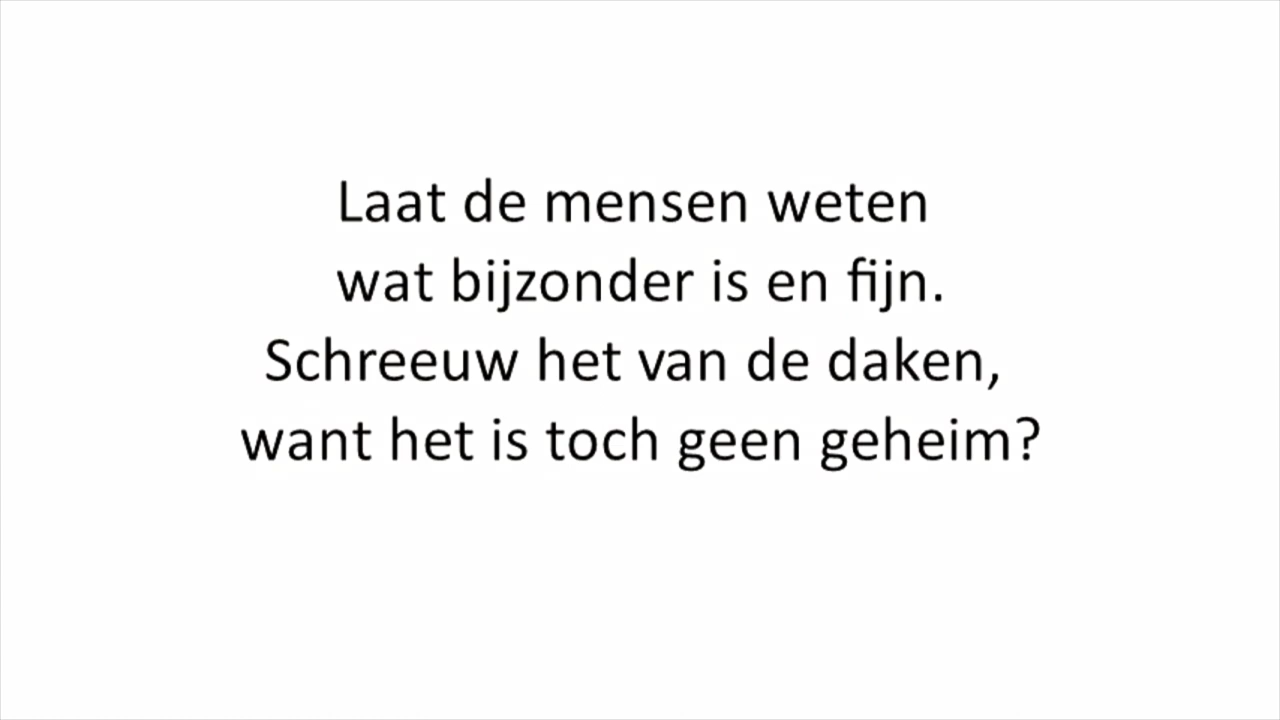 Laat de mensen weten
wat bijzonder is en fijn.
Schreeuw het van de daken,
want het is toch geen geheim?